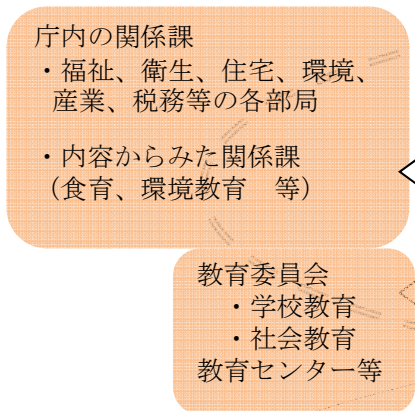 庁内の関係課
・福祉、衛生、住宅、環境、
産業、税務等の各部局
・内容からみた関係課
(食育、環境教育　等)
教育委員会
・学校教育
・社会教育
教育センター等